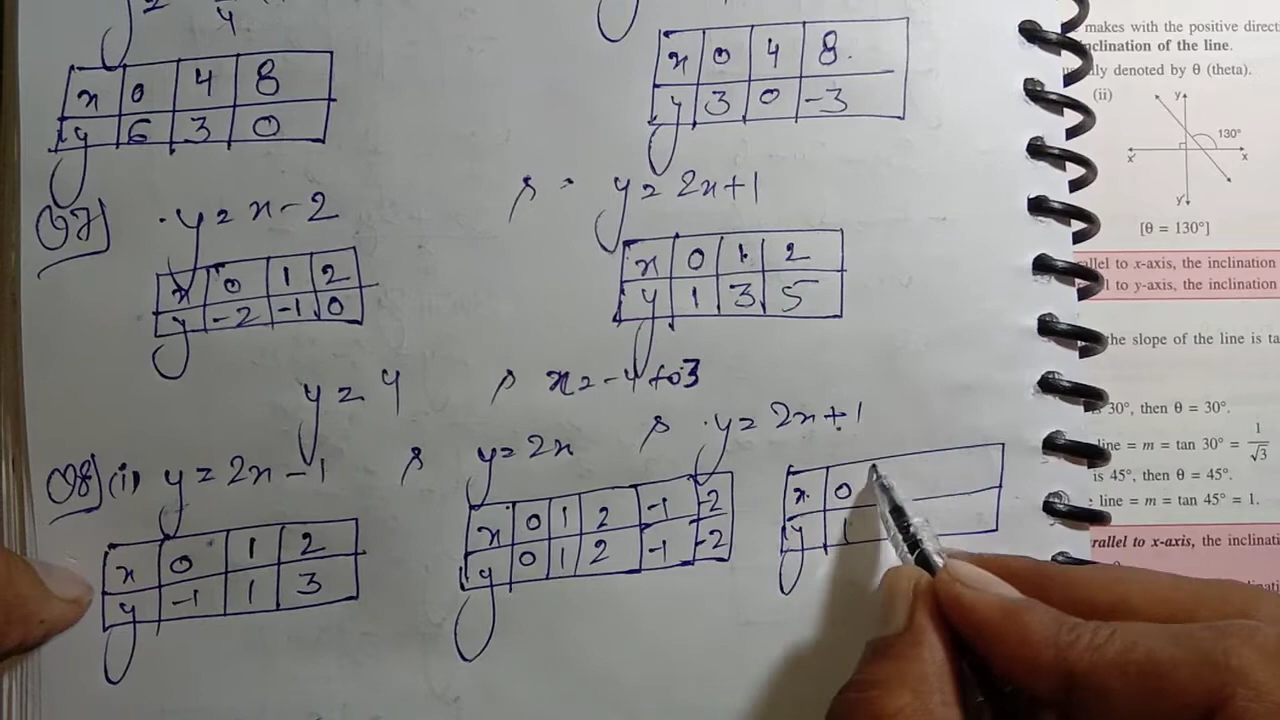 4
x 0 4 8
y 6 3 0
x 0 4 8.
y 3 0 -3
Q7) y = x - 2
x 0 1 2
y -2 -1 0
y = 2x + 1
x 0 1 2
y 1 3 5
y = 4 , x = -4 to 3
Q8) (i) y = 2x - 1 , y = 2x , y = 2x + 1
x 0 1 2
y -1 1 3
x 0 1 2 -1 -2
y 0 1 2 -1 -2
x 0
y 1
makes with the positive directi
clination of the line.
lly denoted by θ (theta).
(ii)
y
130°
x' x
y'
[θ = 130°]
allel to x-axis, the inclination
l to y-axis, the inclination
the slope of the line is ta
30°, then θ = 30°.
line = m = tan 30° = 1/√3
is 45°, then θ = 45°.
line = m = tan 45° = 1.
rallel to x-axis, the inclinati